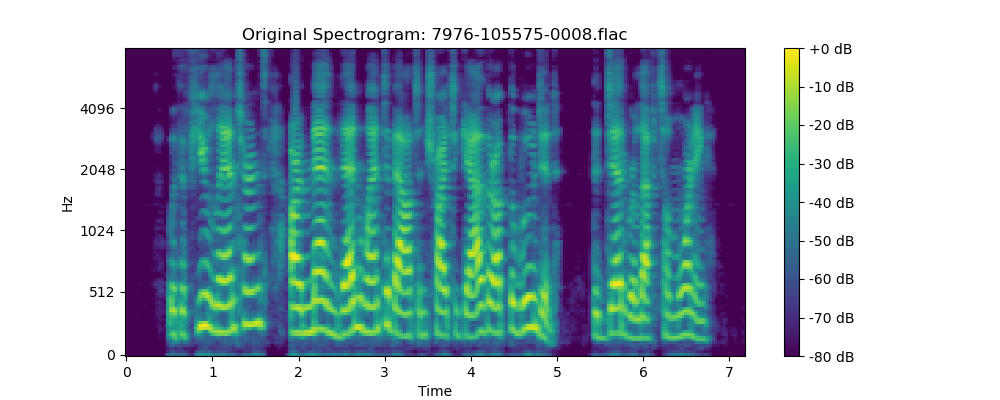 Original Spectrogram: 7976-105575-0008.flac
Hz
4096
2048
1024
512
0
0 1 2 3 4 5 6 7
Time
+0 dB
-10 dB
-20 dB
-30 dB
-40 dB
-50 dB
-60 dB
-70 dB
-80 dB